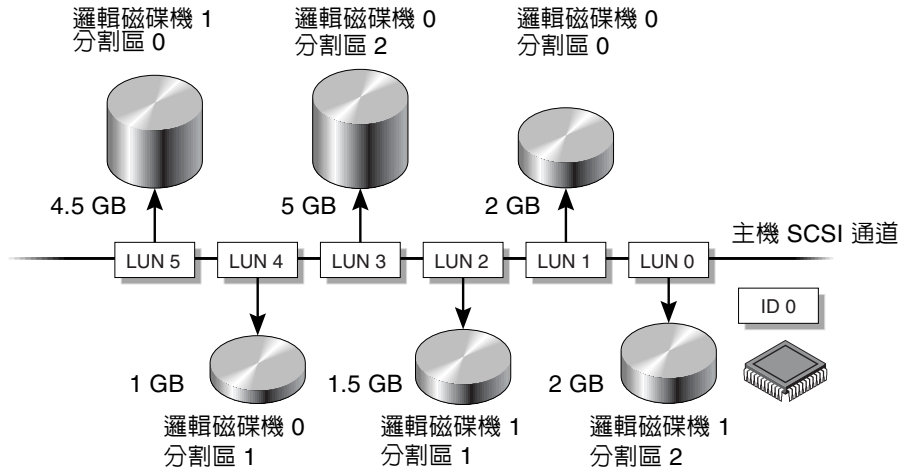 邏輯磁碟機 1
分割區 0
邏輯磁碟機 0
分割區 2
邏輯磁碟機 0
分割區 0
4.5 GB
5 GB
2 GB
主機 SCSI 通道
LUN 5
LUN 4
LUN 3
LUN 2
LUN 1
LUN 0
ID 0
1 GB
1.5 GB
2 GB
邏輯磁碟機 0
分割區 1
邏輯磁碟機 1
分割區 1
邏輯磁碟機 1
分割區 2